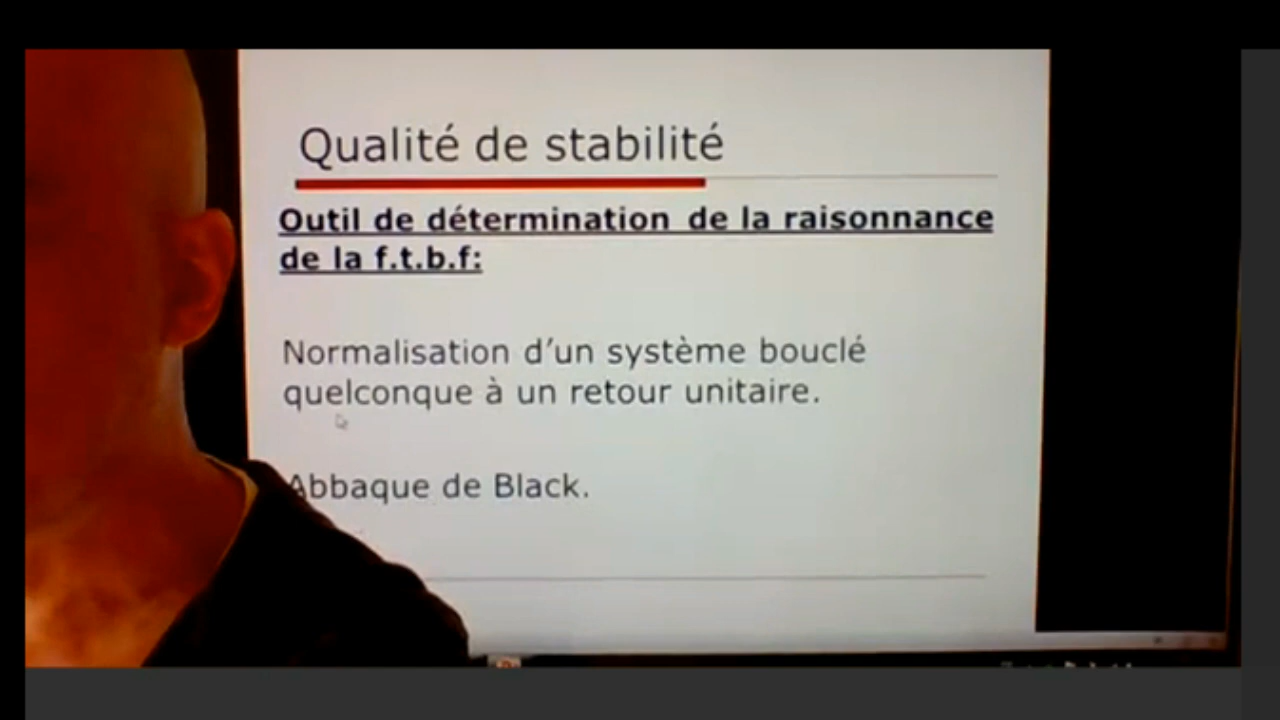 Qualité de stabilité
Outil de détermination de la raisonnance
de la f.t.b.f:
Normalisation d’un système bouclé
quelconque à un retour unitaire.
Abbaque de Black.